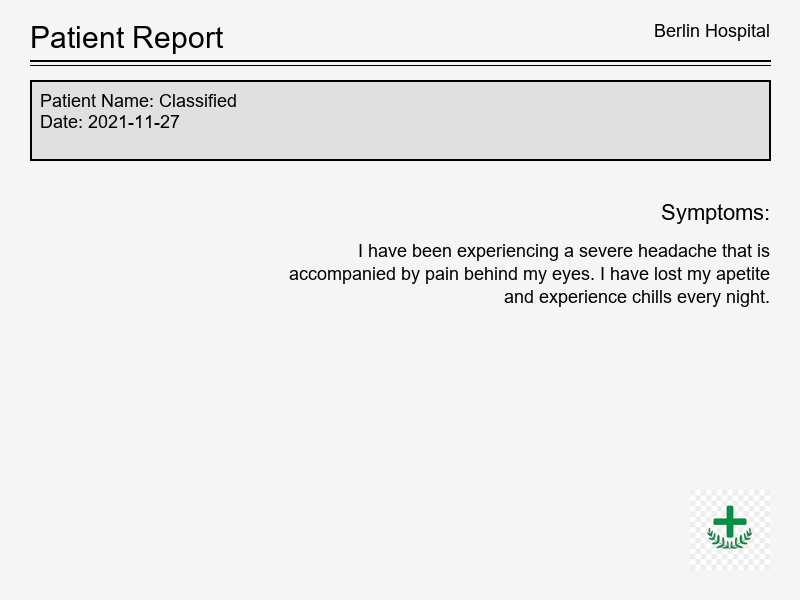 Patient Report
Berlin Hospital
Patient Name: Classified
Date: 2021-11-27
Symptoms:
I have been experiencing a severe headache that is
accompanied by pain behind my eyes. I have lost my apetite
and experience chills every night.